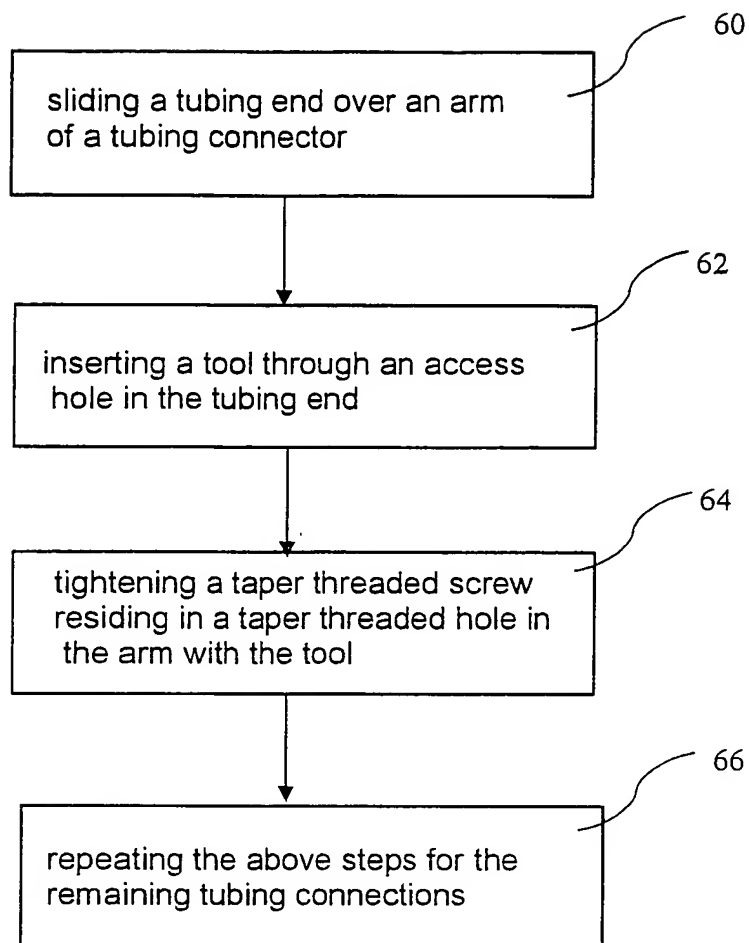 60
sliding a tubing end over an arm
of a tubing connector
62
inserting a tool through an access
hole in the tubing end
64
tightening a taper threaded screw
residing in a taper threaded hole in
the arm with the tool
66
repeating the above steps for the
remaining tubing connections